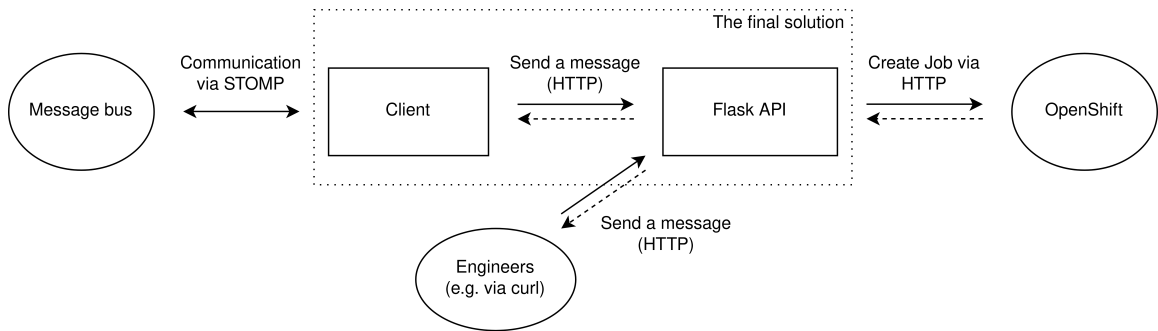 The final solution
Communication
via STOMP
Send a message
(HTTP)
Create Job via
HTTP
Message bus
Client
Flask API
OpenShift
Send a message
(HTTP)
Engineers
(e.g. via curl)